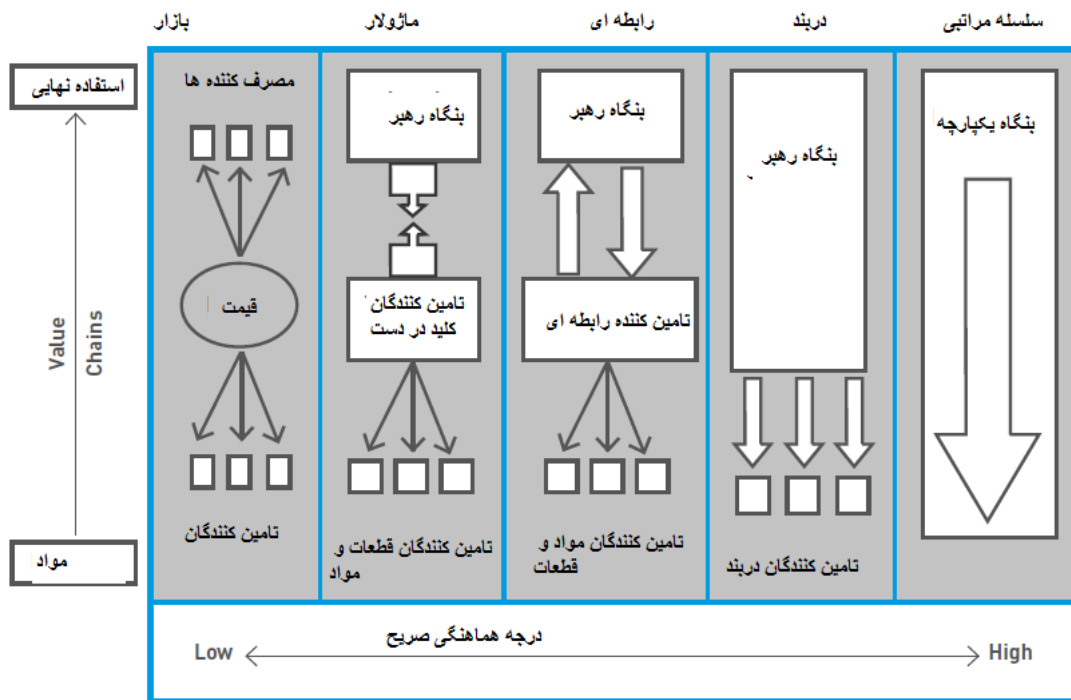 بازار
ماژولار
رابطه ای
دربند
سلسله مراتبی
استفاده نهایی
Value
Chains
مواد
مصرف کننده ها
قیمت
تامین کنندگان
بنگاه رهبر
تامین کنندگان
کلید در دست
تامین کنندگان قطعات و
مواد
بنگاه رهبر
تامین کننده رابطه ای
تامین کنندگان مواد و
قطعات
بنگاه رهبر
تامین کنندگان دربند
بنگاه یکپارچه
درجه هماهنگی صریح
Low
High